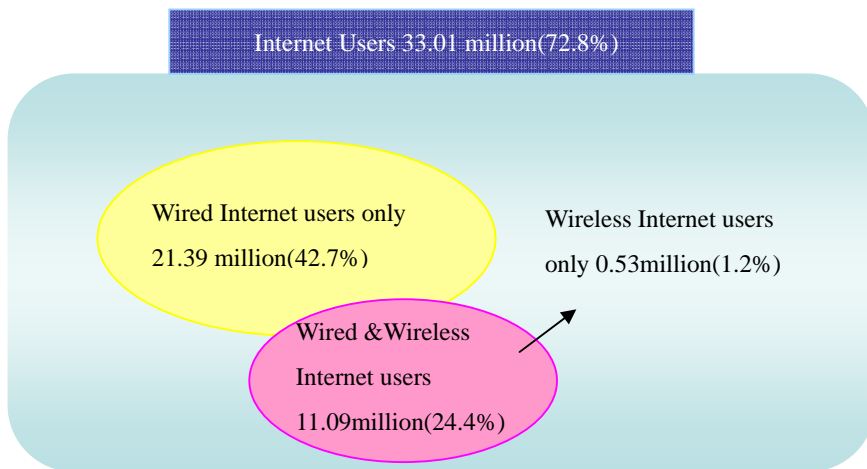 Internet Users 33.01 million(72.8%)
Wired Internet users only
21.39 million(42.7%)
Wireless Internet users
only 0.53million(1.2%)
Wired &Wireless
Internet users
11.09million(24.4%)